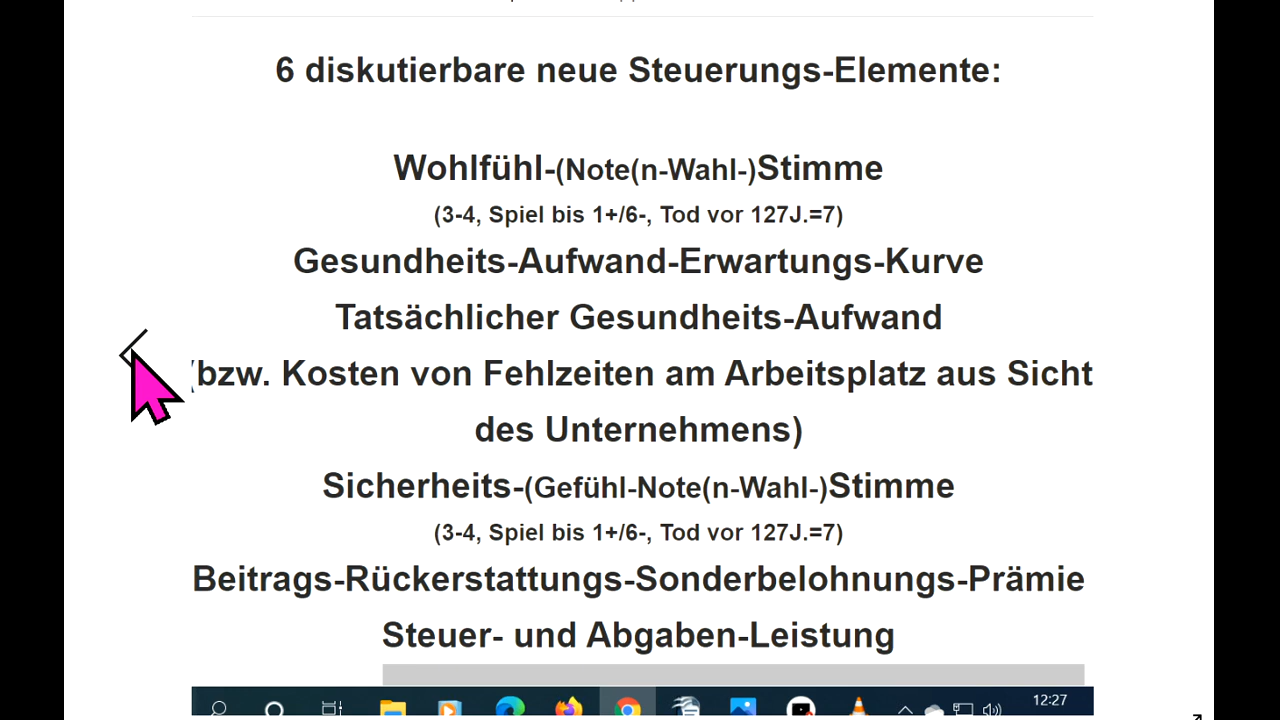 6 diskutierbare neue Steuerungs-Elemente:
Wohlfühl-(Note(n-Wahl-)Stimme
(3-4, Spiel bis 1+/6-, Tod vor 127J.=7)
Gesundheits-Aufwand-Erwartungs-Kurve
Tatsächlicher Gesundheits-Aufwand
(bzw. Kosten von Fehlzeiten am Arbeitsplatz aus Sicht
des Unternehmens)
Sicherheits-(Gefühl-Note(n-Wahl-)Stimme
(3-4, Spiel bis 1+/6-, Tod vor 127J.=7)
Beitrags-Rückerstattungs-Sonderbelohnungs-Prämie
Steuer- und Abgaben-Leistung
12:27